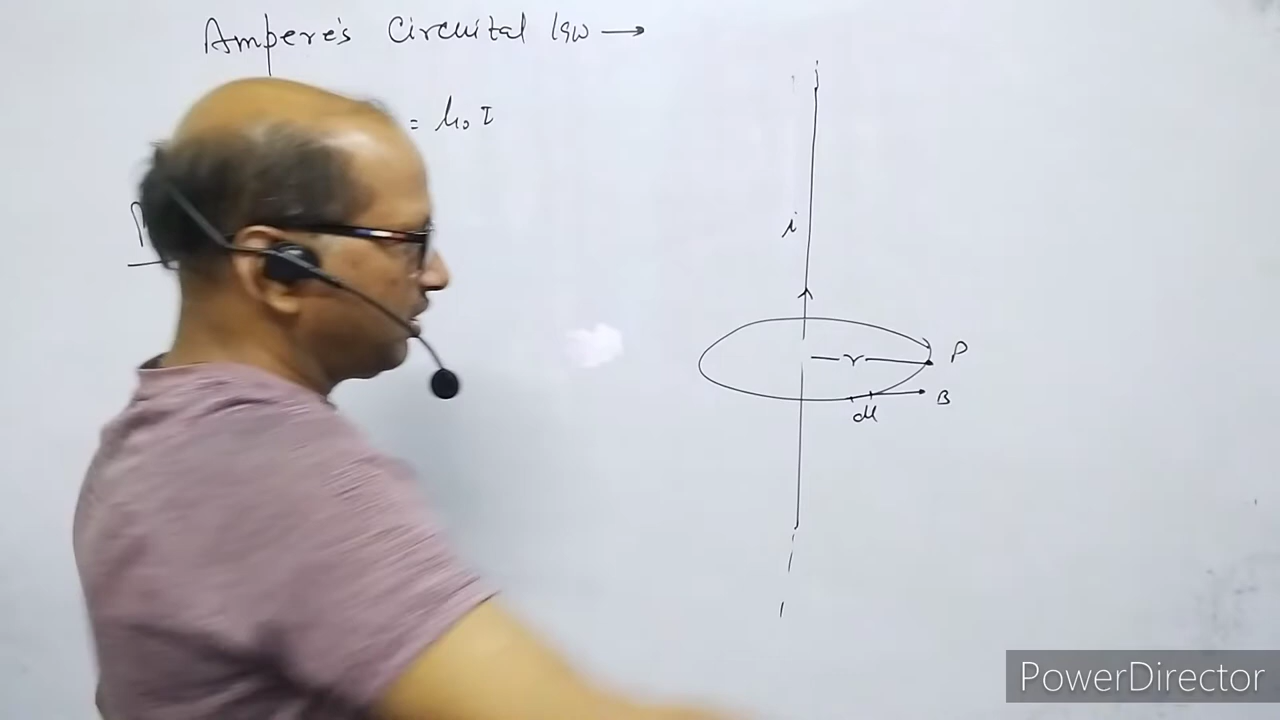 Ampere's Circuital law →
= μ₀ I
i
r
P
B
dl
PowerDirector